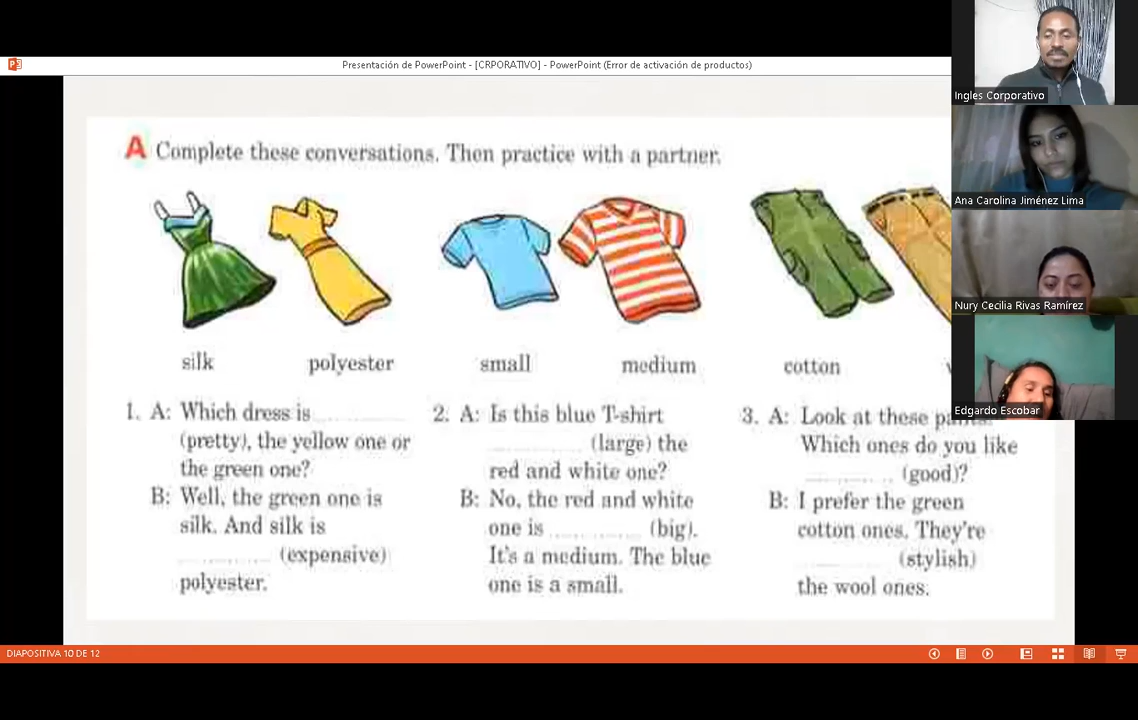 Presentación de PowerPoint - [CRPORATIVO] - PowerPoint (Error de activación de productos)
Ingles Corporativo
Ana Carolina Jiménez Lima
Nury Cecilia Rivas Ramírez
Edgardo Escobar
A Complete these conversations. Then practice with a partner.
silk polyester small medium cotton
1. A: Which dress is ............
(pretty), the yellow one or
the green one?
B: Well, the green one is
silk. And silk is
............ (expensive)
polyester.
2. A: Is this blue T-shirt
............ (large) the
red and white one?
B: No, the red and white
one is ............ (big).
It's a medium. The blue
one is a small.
3. A: Look at these
Which ones do you like
............ (good)?
B: I prefer the green
cotton ones. They're
............ (stylish)
the wool ones.
DIAPOSITIVA 10 DE 12